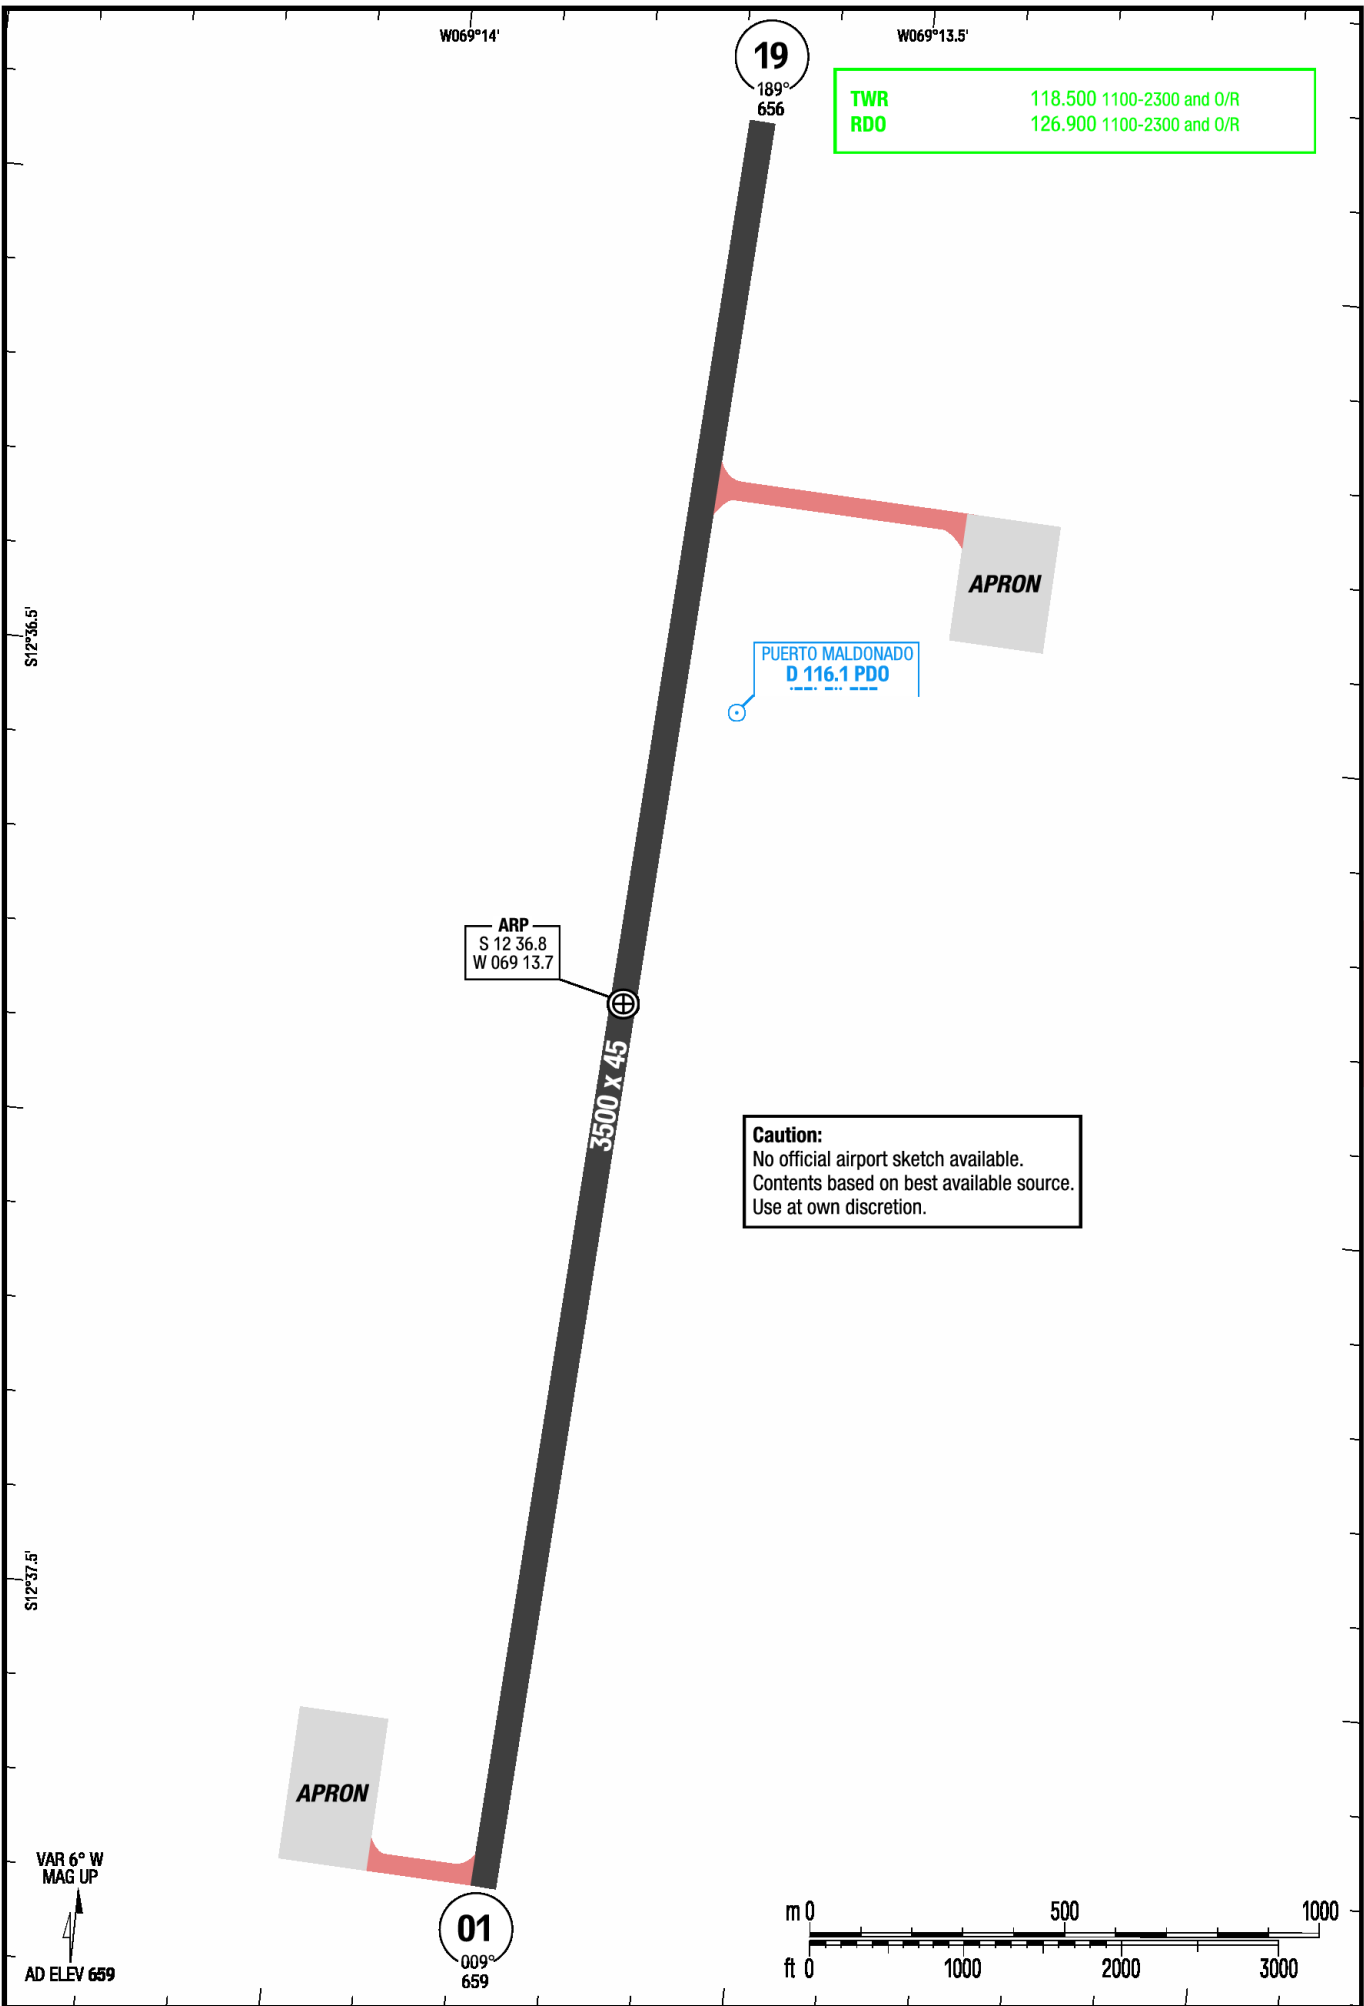 W069°14'
W069°13.5'
19
189°
656
TWR 118.500 1100-2300 and O/R
RDO 126.900 1100-2300 and O/R
APRON
S12°36.5'
PUERTO MALDONADO
D 116.1 PDO
ARP
S 12 36.8
W 069 13.7
3500 x 45
Caution:
No official airport sketch available.
Contents based on best available source.
Use at own discretion.
S12°37.5'
APRON
VAR 6° W
MAG UP
AD ELEV 659
01
009°
659
m 0 500 1000
ft 0 1000 2000 3000